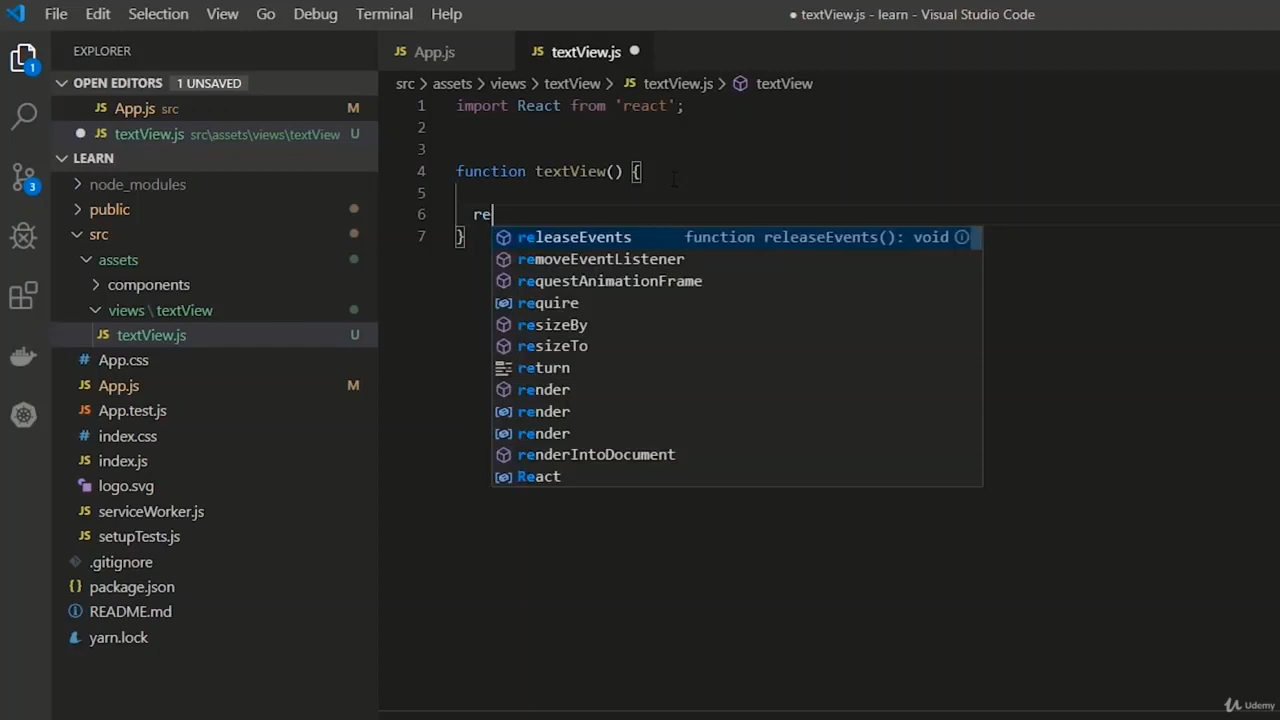 File Edit Selection View Go Debug Terminal Help
● textView.js - learn - Visual Studio Code
EXPLORER
OPEN EDITORS 1 UNSAVED
JS App.js src M
JS textView.js src\assets\views\textView U
LEARN
node_modules
public
src
assets
components
views \ textView
JS textView.js U
# App.css
JS App.js M
JS App.test.js
# index.css
JS index.js
logo.svg
JS serviceWorker.js
JS setupTests.js
.gitignore
{} package.json
README.md
yarn.lock
1
3
JS App.js
JS textView.js ●
src > assets > views > textView > JS textView.js > textView
1 import React from 'react';
2
3
4 function textView() {
5
6 re
7 }
releaseEvents function releaseEvents(): void
removeEventListener
requestAnimationFrame
require
resizeBy
resizeTo
return
render
render
render
renderIntoDocument
React
Udemy